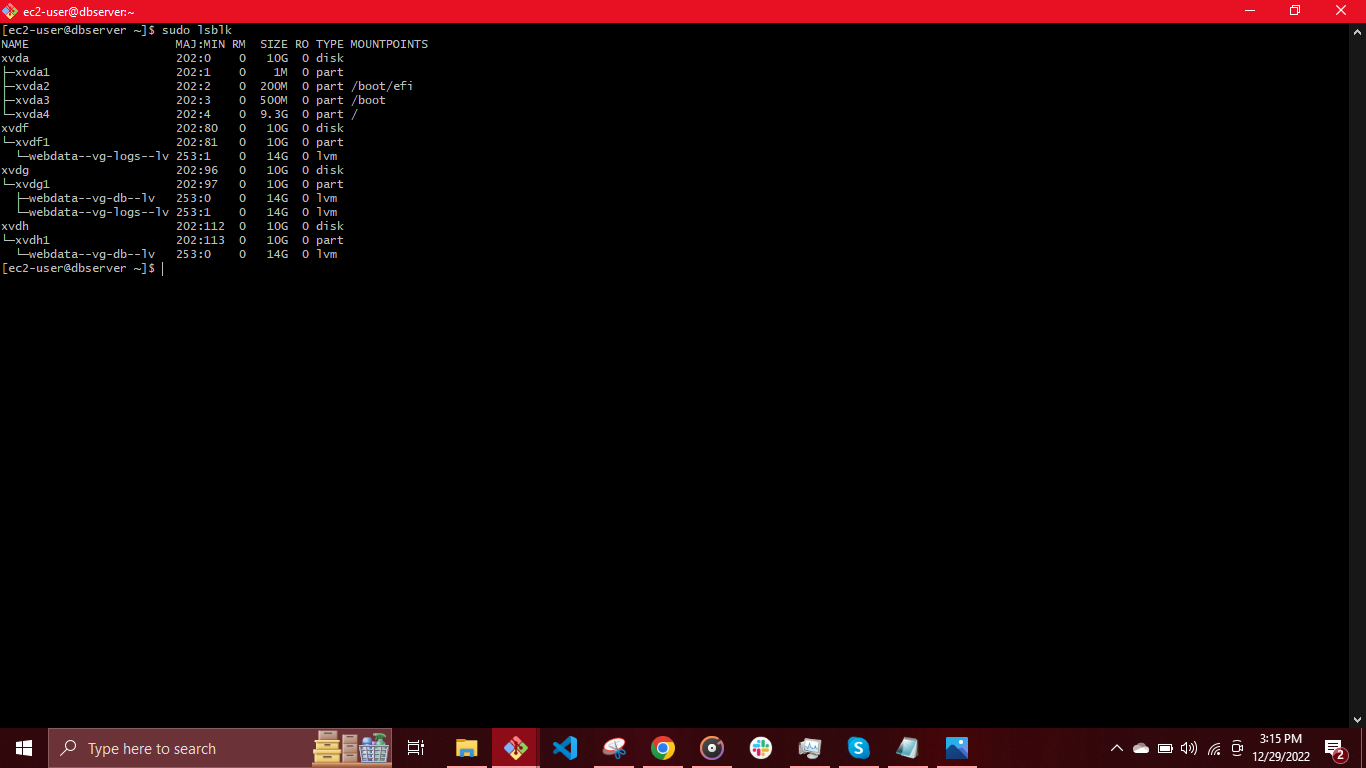 ec2-user@dbserver:~
[ec2-user@dbserver ~]$ sudo lsblk
NAME                     MAJ:MIN RM  SIZE RO TYPE MOUNTPOINTS
xvda                     202:0    0   10G  0 disk
├─xvda1                  202:1    0    1M  0 part
├─xvda2                  202:2    0  200M  0 part /boot/efi
├─xvda3                  202:3    0  500M  0 part /boot
└─xvda4                  202:4    0  9.3G  0 part /
xvdf                     202:80   0   10G  0 disk
└─xvdf1                  202:81   0   10G  0 part
  └─webdata--vg-logs--lv 253:1    0   14G  0 lvm
xvdg                     202:96   0   10G  0 disk
└─xvdg1                  202:97   0   10G  0 part
  ├─webdata--vg-db--lv   253:0    0   14G  0 lvm
  └─webdata--vg-logs--lv 253:1    0   14G  0 lvm
xvdh                     202:112  0   10G  0 disk
└─xvdh1                  202:113  0   10G  0 part
  └─webdata--vg-db--lv   253:0    0   14G  0 lvm
[ec2-user@dbserver ~]$
Type here to search
3:15 PM
12/29/2022
2